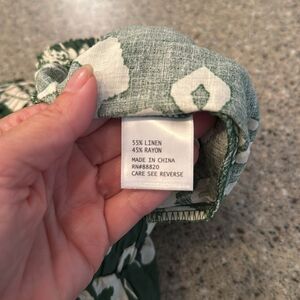 55% LINEN
45% RAYON
MADE IN CHINA
RN#88820
CARE SEE REVERSE